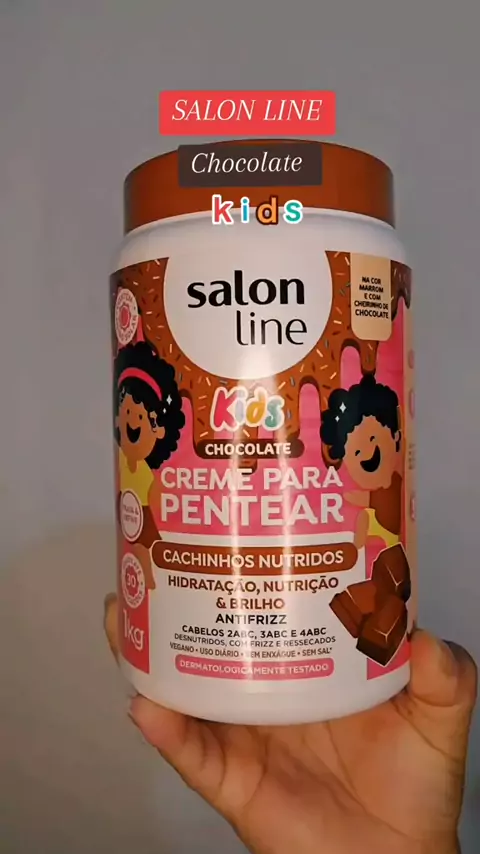 SALON LINE
Chocolate
kids
salon
line
NA COR
MARROM
E COM
CHEIRINHO DE
CHOCOLATE
Kids
CHOCOLATE
CREME PARA
PENTEAR
CACHINHOS NUTRIDOS
HIDRATAÇÃO, NUTRIÇÃO
& BRILHO
ANTIFRIZZ
CABELOS 2ABC, 3ABC E 4ABC
DESNUTRIDOS, COM FRIZZ E RESSECADOS
VEGANO • USO DIÁRIO • SEM ENXÁGUE • SEM SAL*
DERMATOLOGICAMENTE TESTADO
30
1kg